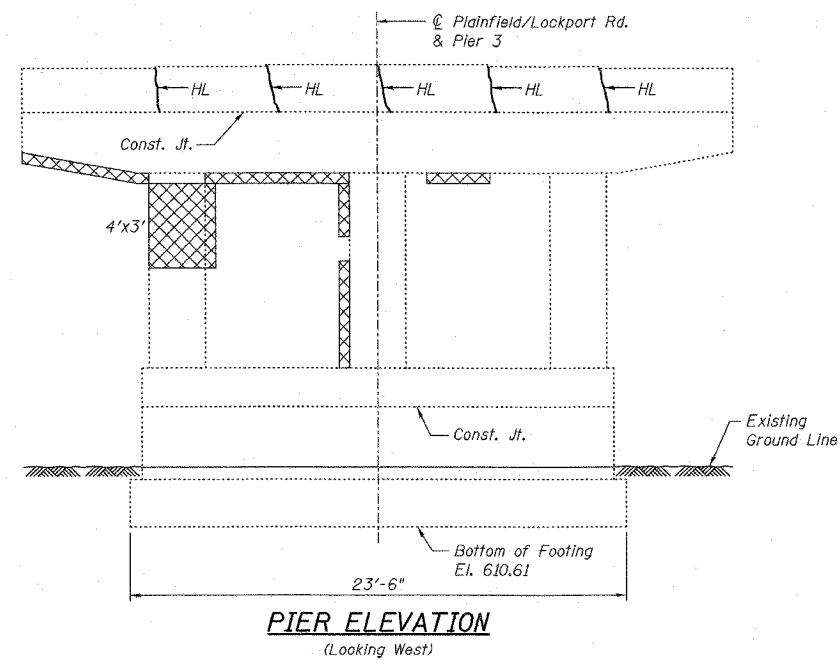 ℄ Plainfield/Lockport Rd.
& Pier 3
HL
HL
HL
HL
HL
Const. Jt.
4'x3'
Const. Jt.
Existing
Ground Line
Bottom of Footing
El. 610.61
23'-6"
PIER ELEVATION
(Looking West)